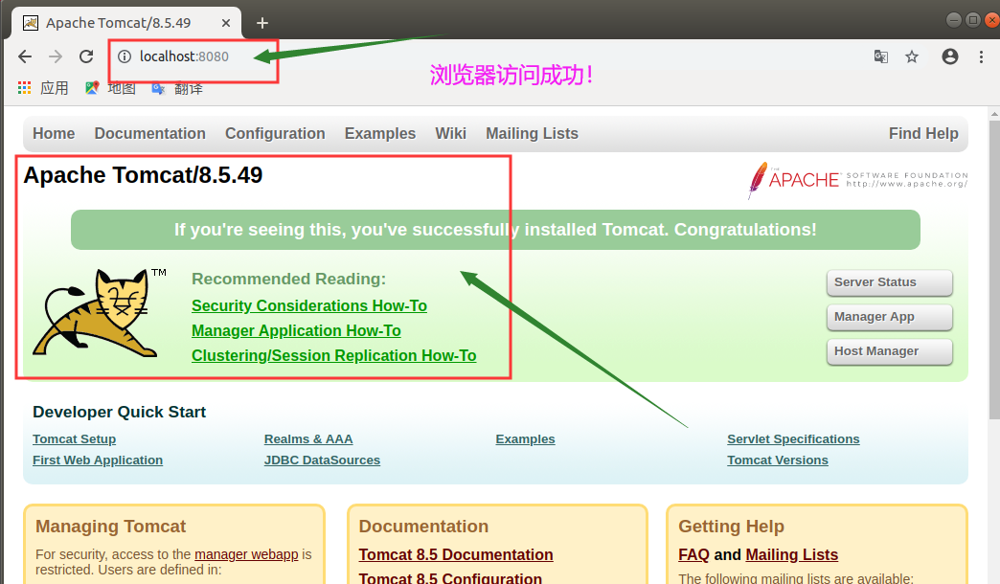 Apache Tomcat/8.5.49
localhost:8080
浏览器访问成功!
应用 地图 翻译
Home Documentation Configuration Examples Wiki Mailing Lists Find Help
Apache Tomcat/8.5.49
THE APACHE SOFTWARE FOUNDATION
http://www.apache.org/
If you're seeing this, you've successfully installed Tomcat. Congratulations!
TM
Recommended Reading:
Security Considerations How-To
Manager Application How-To
Clustering/Session Replication How-To
Server Status
Manager App
Host Manager
Developer Quick Start
Tomcat Setup Realms & AAA Examples Servlet Specifications
First Web Application JDBC DataSources Tomcat Versions
Managing Tomcat
For security, access to the manager webapp is
restricted. Users are defined in:
Documentation
Tomcat 8.5 Documentation
Tomcat 8.5 Configuration
Getting Help
FAQ and Mailing Lists
The following mailing lists are available: